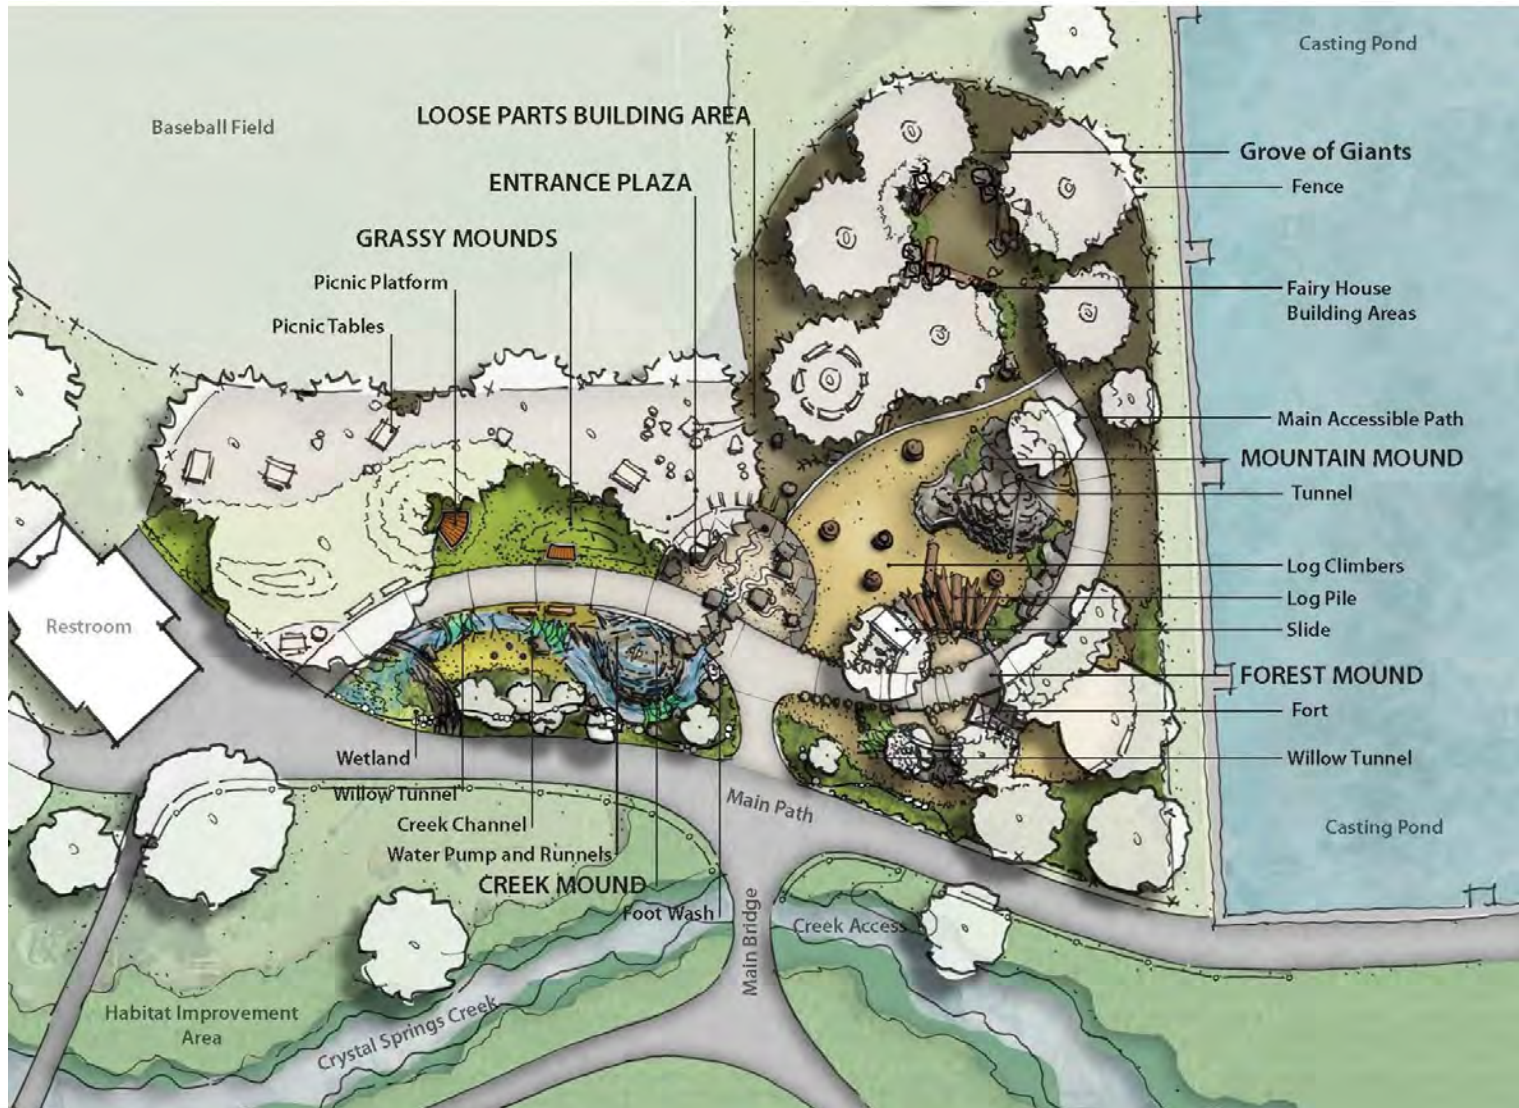 Casting Pond
Baseball Field
LOOSE PARTS BUILDING AREA
Grove of Giants
ENTRANCE PLAZA
Fence
GRASSY MOUNDS
Picnic Platform
Fairy House
Building Areas
Picnic Tables
Main Accessible Path
MOUNTAIN MOUND
Tunnel
Log Climbers
Log Pile
Restroom
Slide
FOREST MOUND
Fort
Wetland
Willow Tunnel
Willow Tunnel
Main Path
Creek Channel
Casting Pond
Water Pump and Runnels
CREEK MOUND
Foot Wash
Creek Access
Main Bridge
Habitat Improvement
Area
Crystal Springs Creek